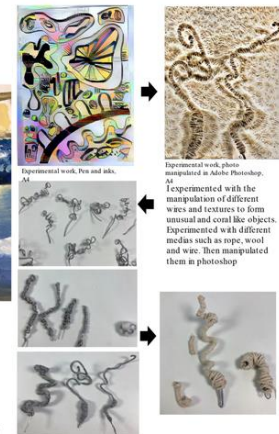 Experimental work, Pen and inks,
A4
Experimental work, photo
manipulated in Adobe Photoshop,
A4
I experimented with the
manipulation of different
wires and textures to form
unusual and coral like objects.
Experimented with different
medias such as rope, wool
and wire. Then manipulated
them in photoshop